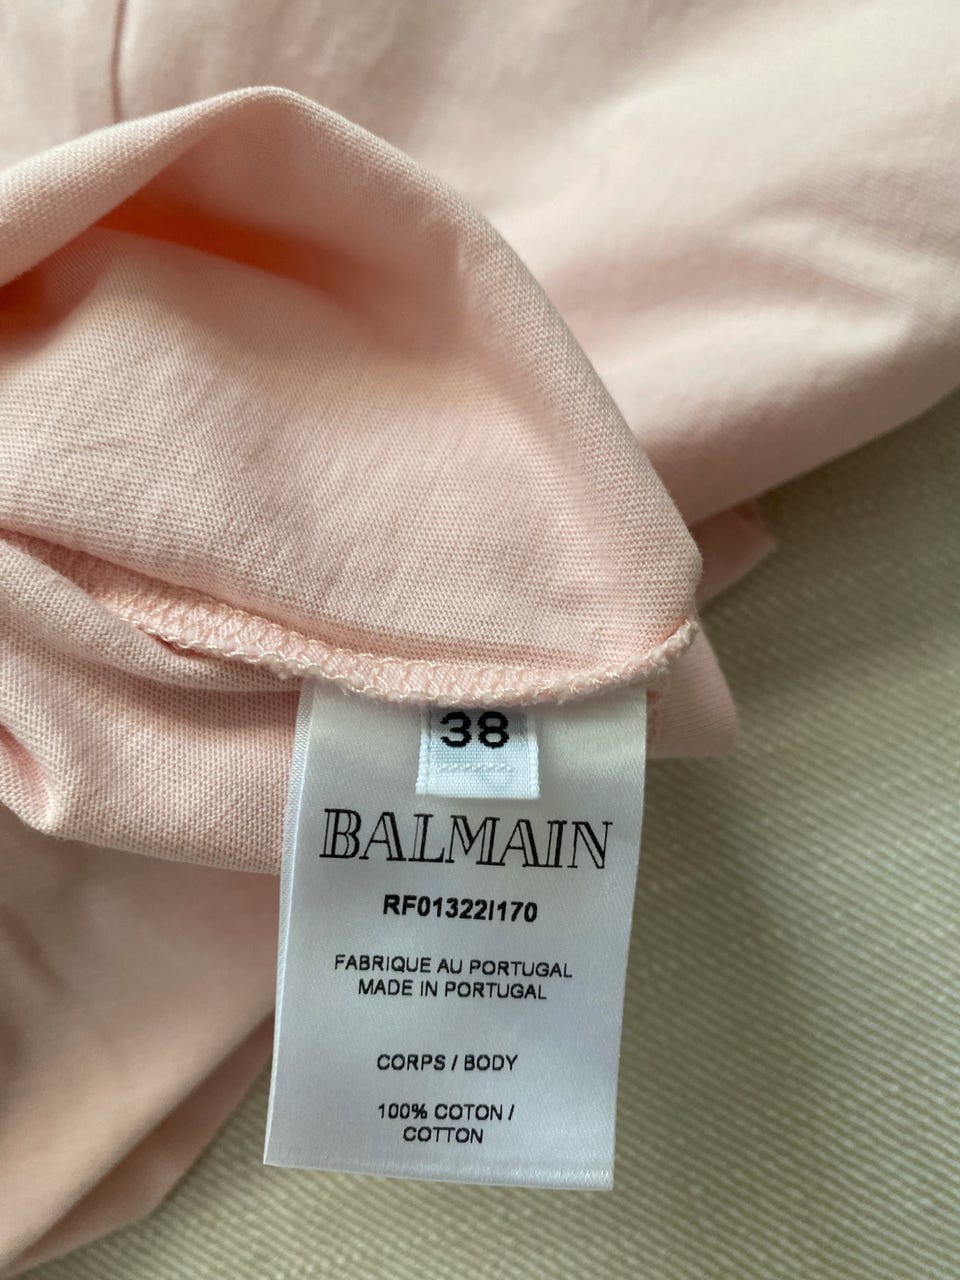 38
BALMAIN
RF01322I170
FABRIQUE AU PORTUGAL
MADE IN PORTUGAL
CORPS / BODY
100% COTON /
COTTON